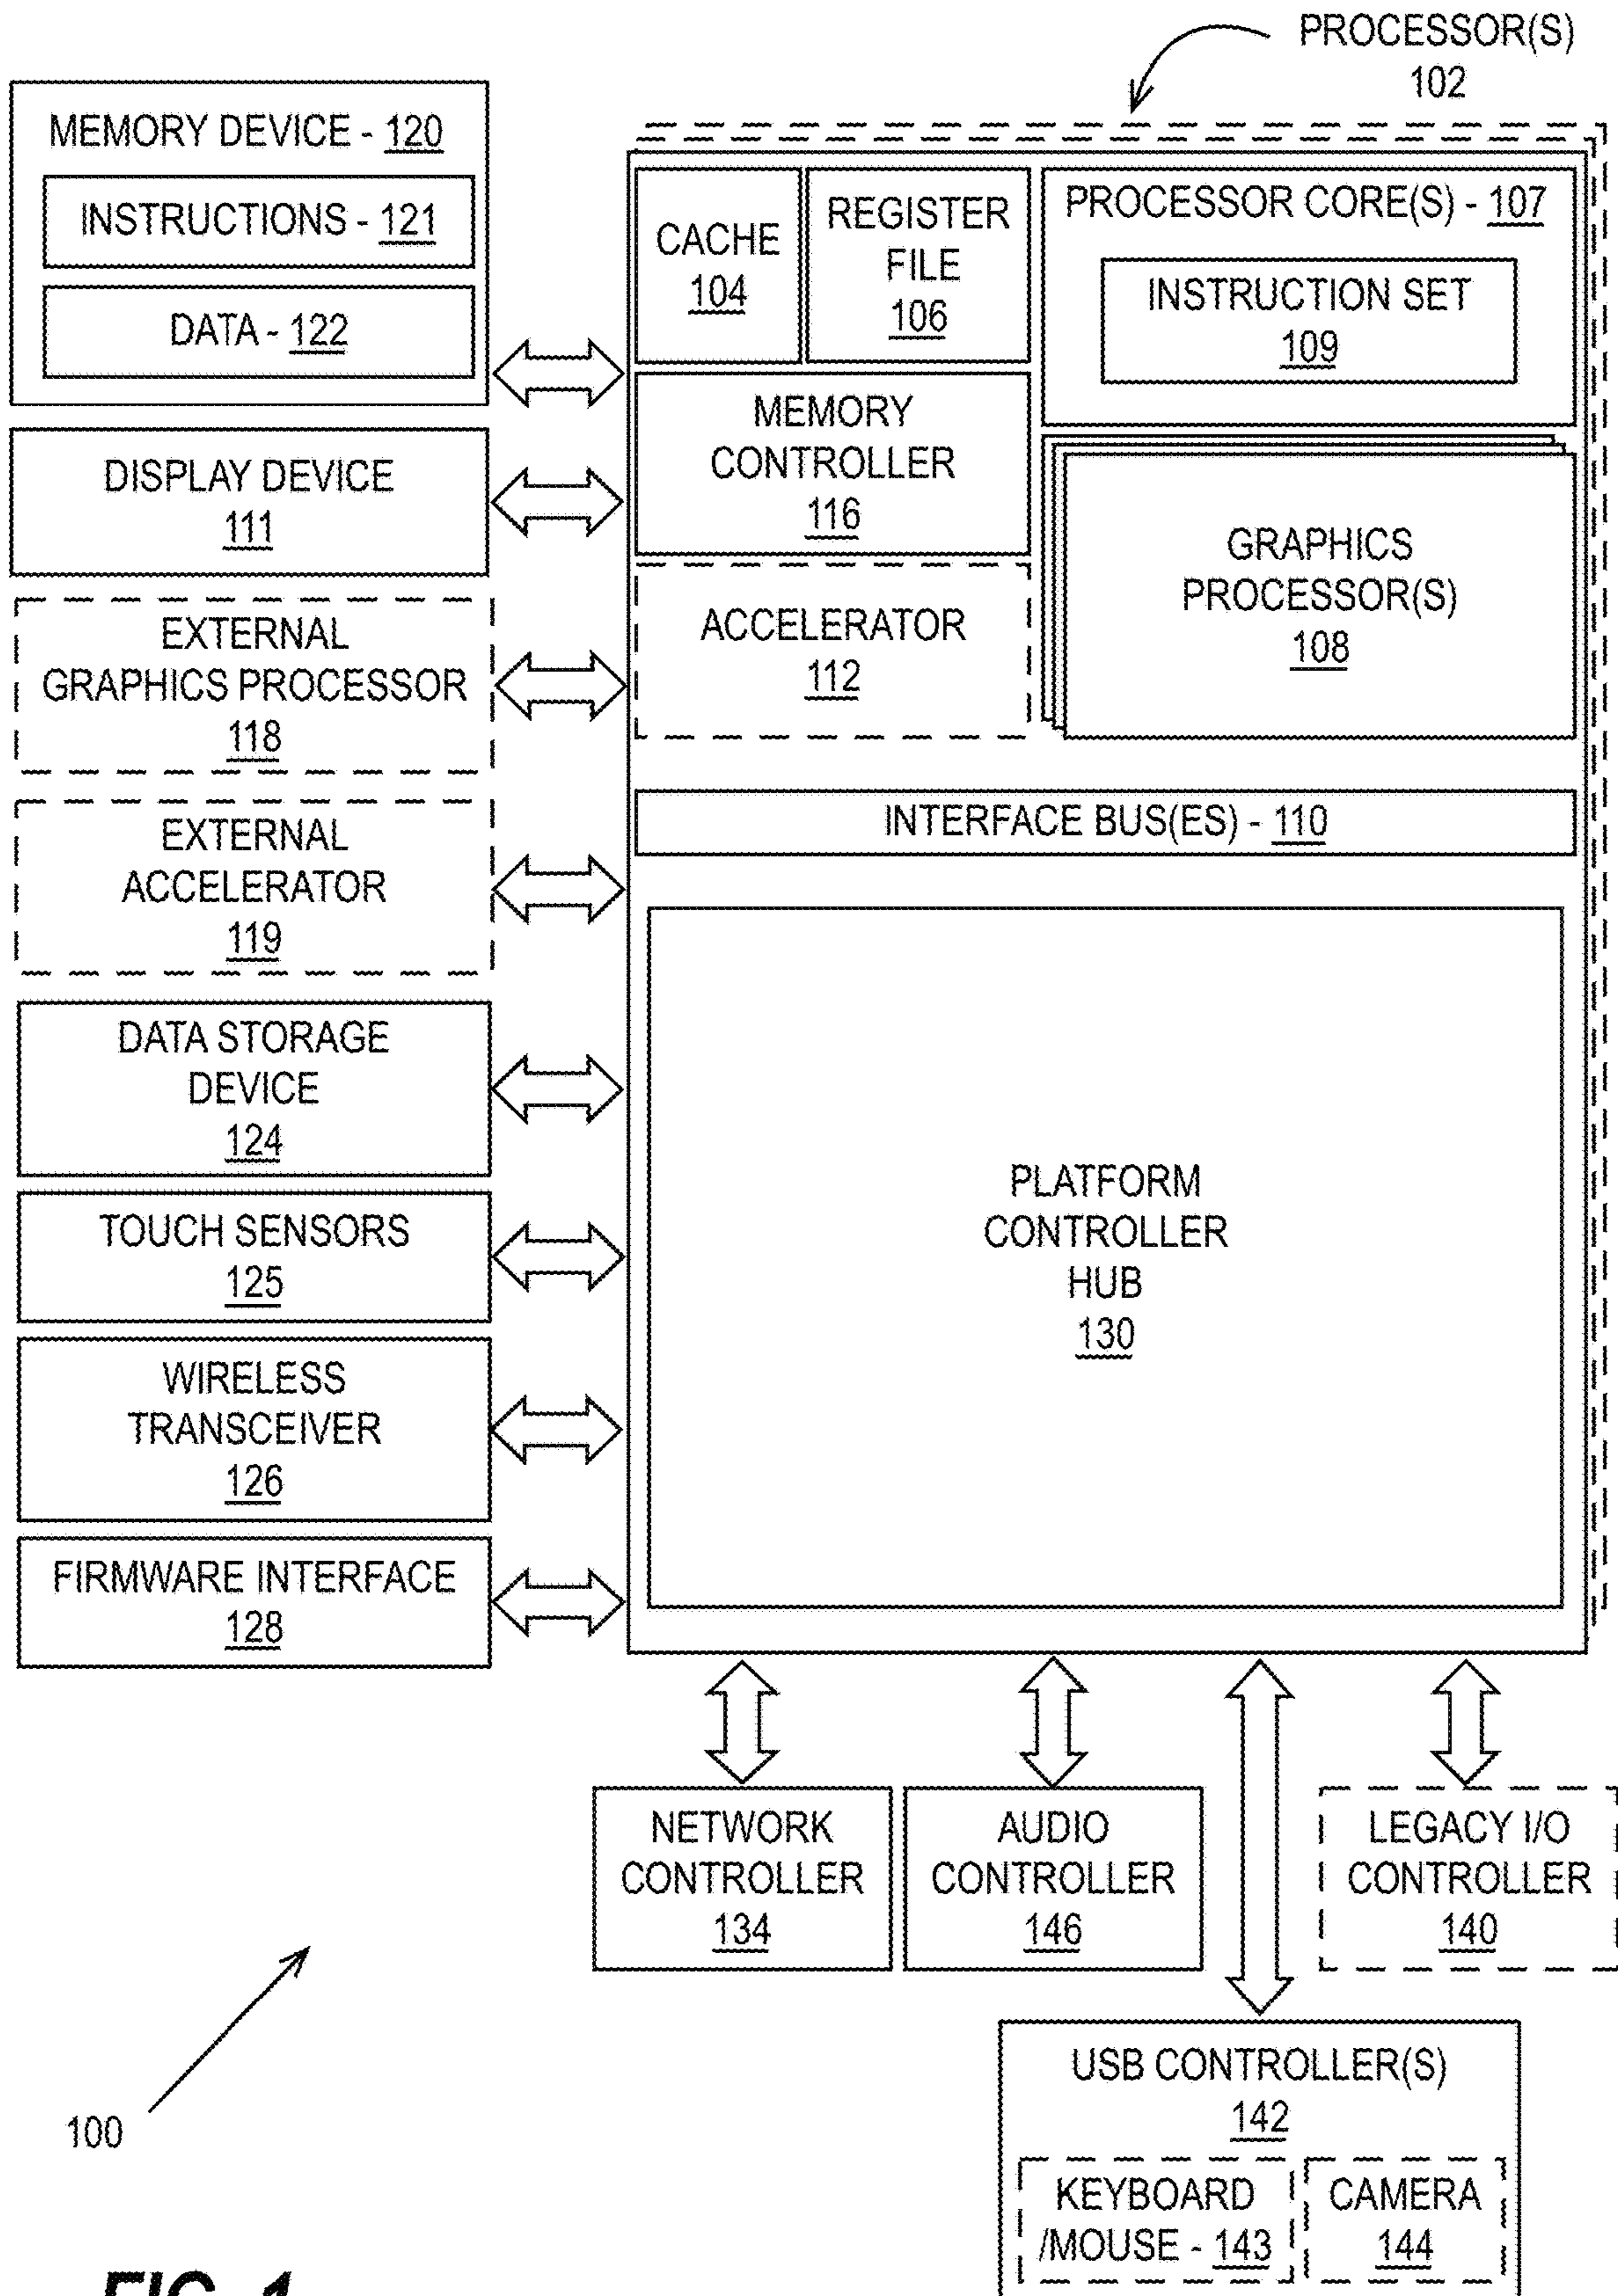 PROCESSOR(S)
102
MEMORY DEVICE - 120
INSTRUCTIONS - 121
DATA - 122
DISPLAY DEVICE
111
EXTERNAL
GRAPHICS PROCESSOR
118
EXTERNAL
ACCELERATOR
119
DATA STORAGE
DEVICE
124
TOUCH SENSORS
125
WIRELESS
TRANSCEIVER
126
FIRMWARE INTERFACE
128
CACHE
104
REGISTER
FILE
106
PROCESSOR CORE(S) - 107
INSTRUCTION SET
109
MEMORY
CONTROLLER
116
ACCELERATOR
112
GRAPHICS
PROCESSOR(S)
108
INTERFACE BUS(ES) - 110
PLATFORM
CONTROLLER
HUB
130
NETWORK
CONTROLLER
134
AUDIO
CONTROLLER
146
LEGACY I/O
CONTROLLER
140
USB CONTROLLER(S)
142
KEYBOARD
/MOUSE - 143
CAMERA
144
100
FIG. 1